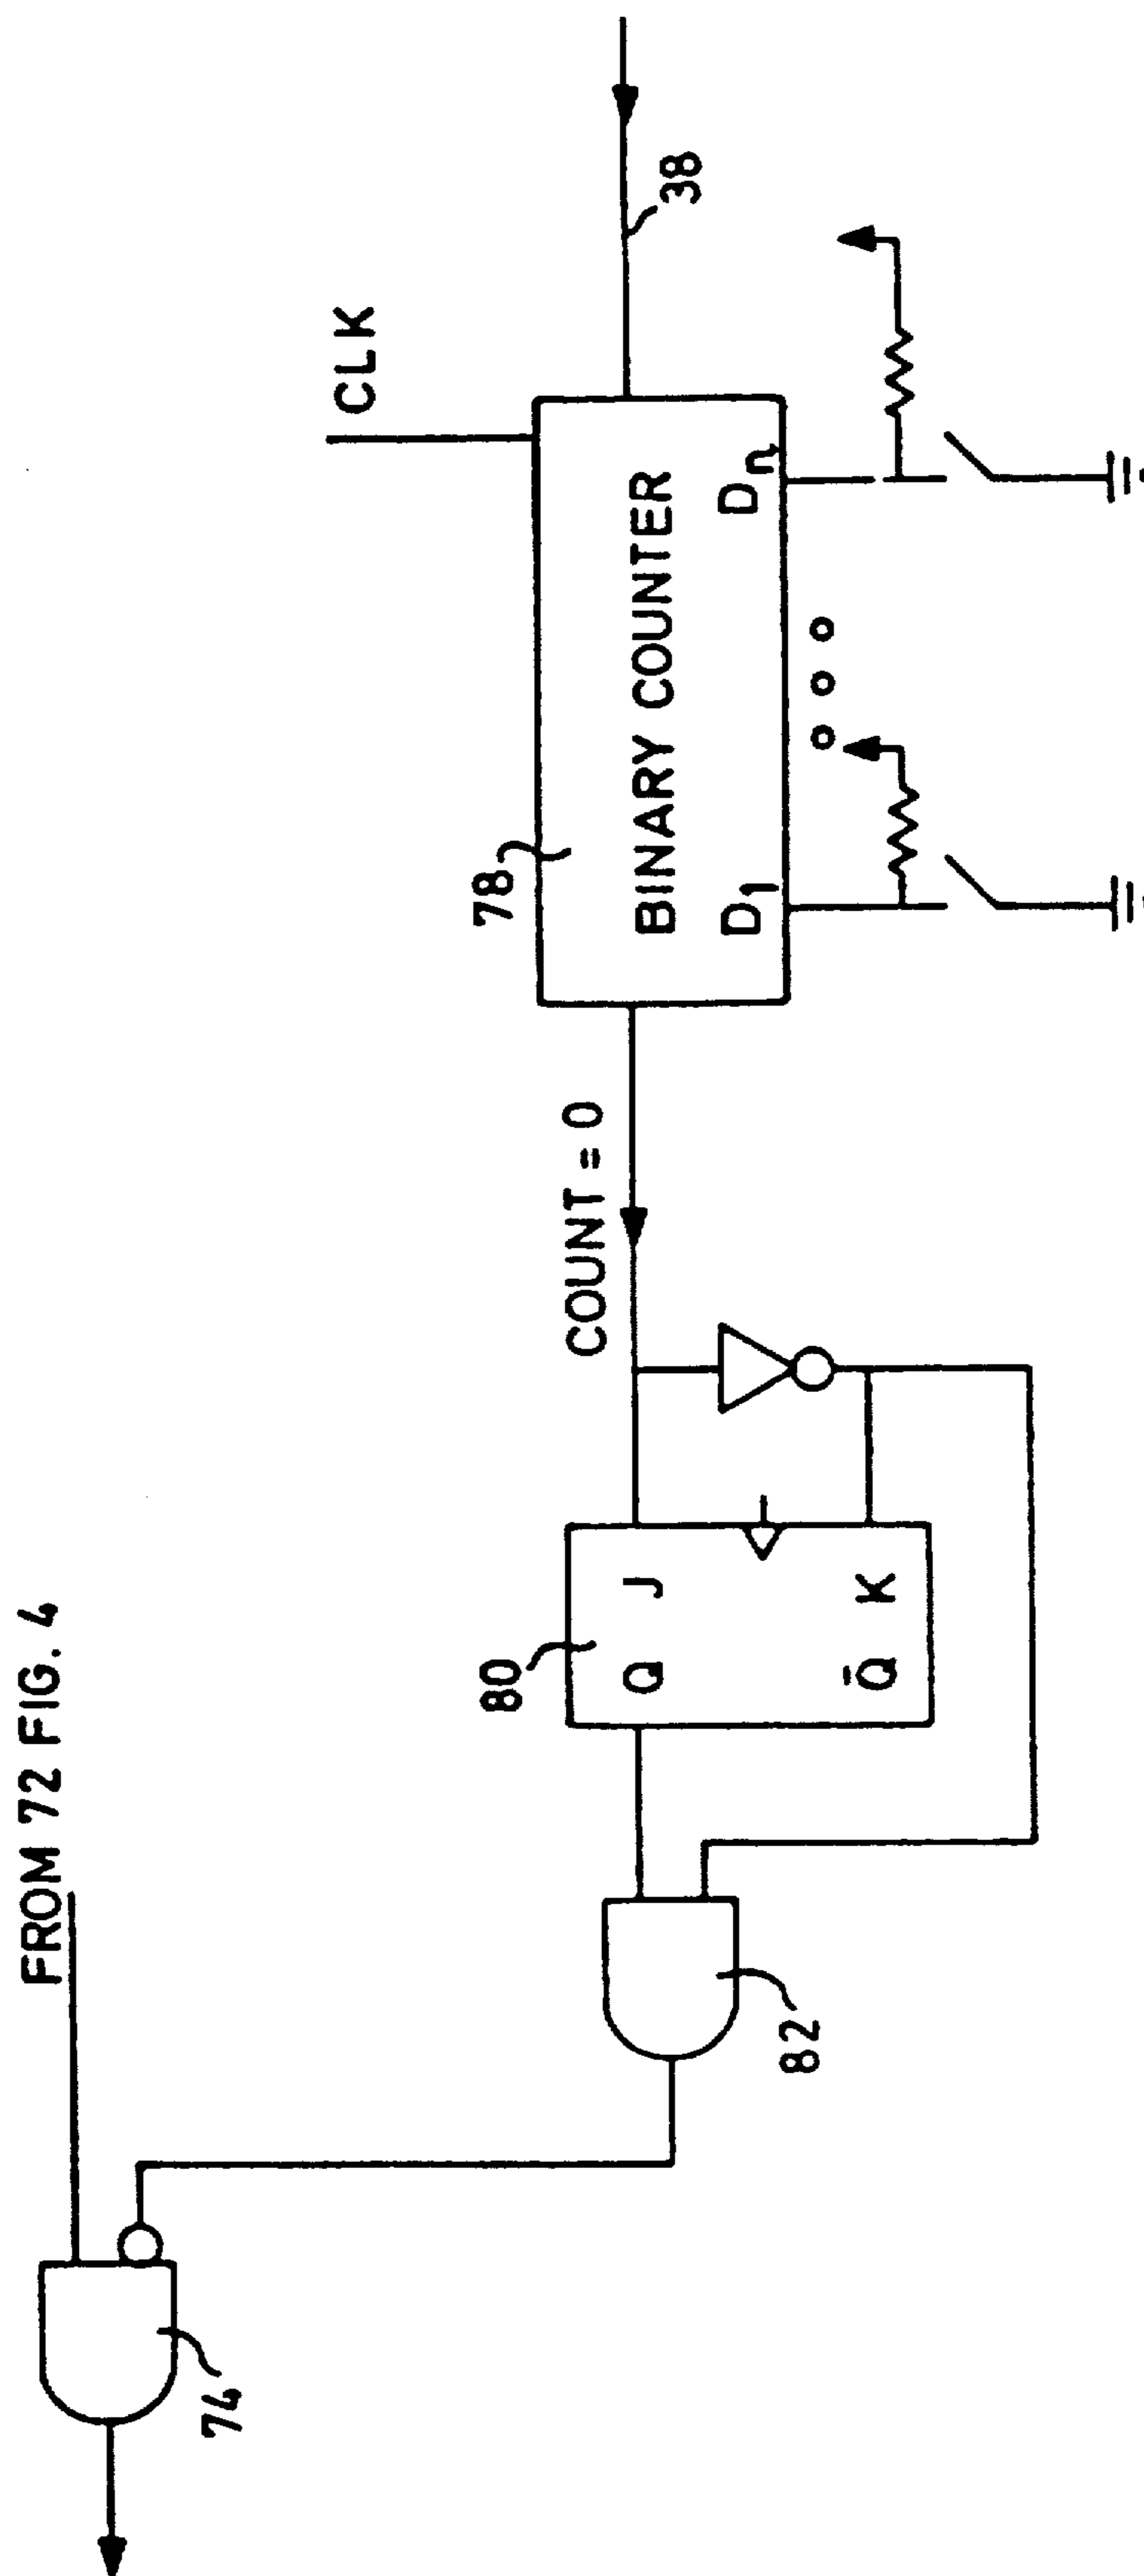 FROM 72 FIG. 4
74
82
80
Q J
Q̄ K
COUNT = 0
78
BINARY COUNTER
D1
Dn
CLK
38